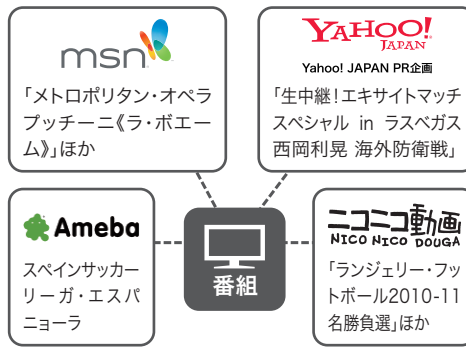 msn
「メトロポリタン・オペラ
プッチーニ《ラ・ボエー
ム》」ほか
YAHOO!
JAPAN
Yahoo! JAPAN PR企画
「生中継!エキサイトマッチ
スペシャル in ラスベガス
西岡利晃 海外防衛戦」
Ameba
スペインサッカー
リーガ・エスパ
ニョーラ
番組
ニコニコ動画
NICO NICO DOUGA
「ランジェリー・フッ
トボール2010-11
名勝負選」ほか